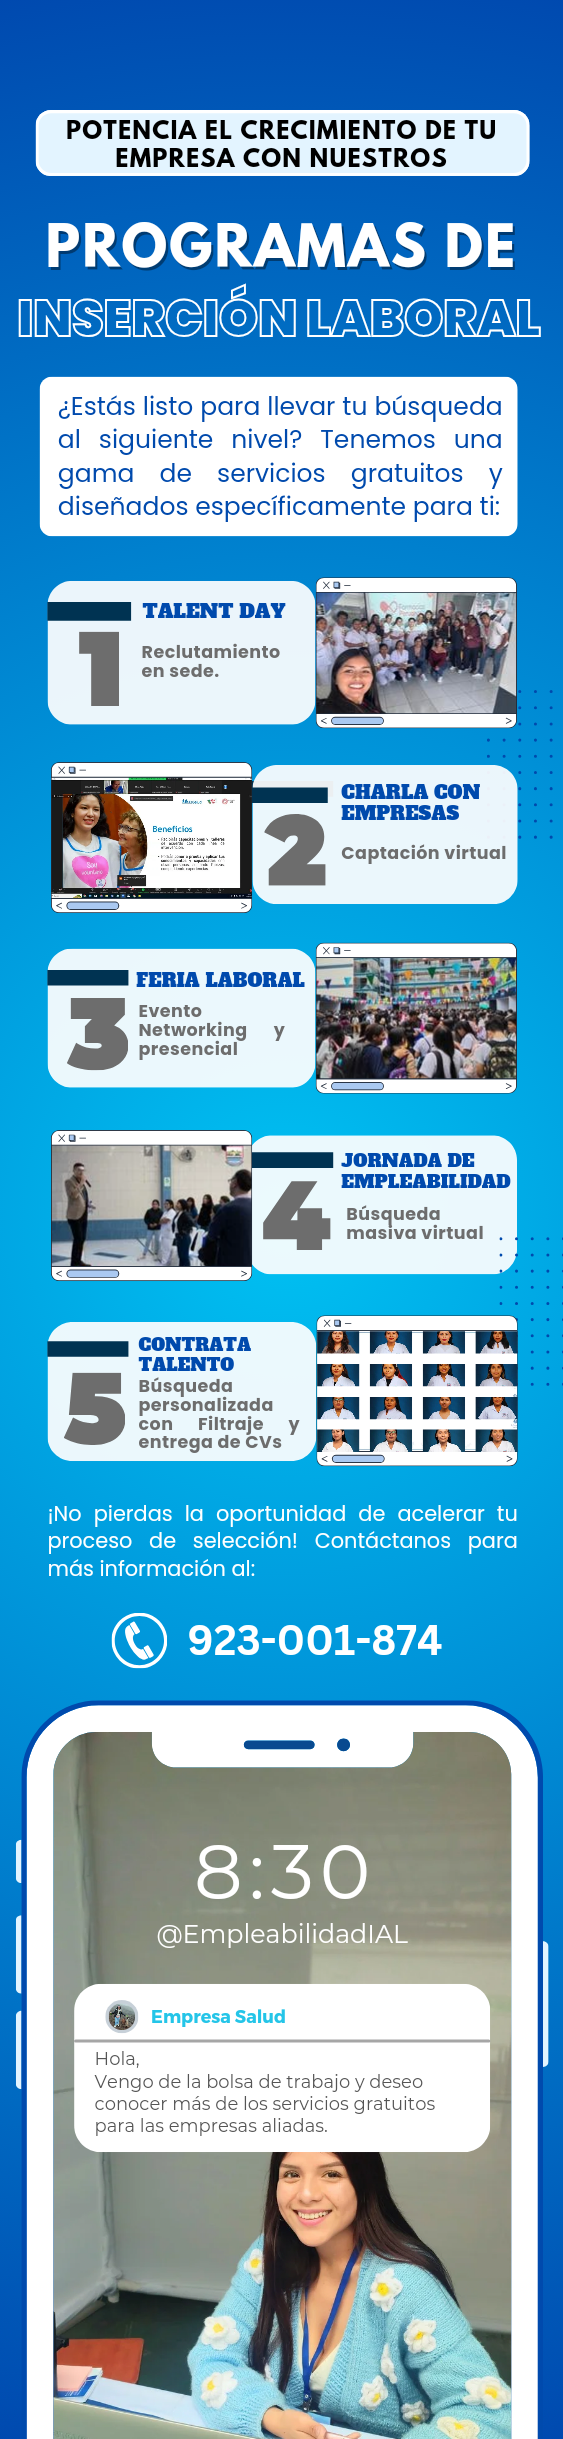 POTENCIA EL CRECIMIENTO DE TU
EMPRESA CON NUESTROS
PROGRAMAS DE
INSERCIÓN LABORAL
¿Estás listo para llevar tu búsqueda
al siguiente nivel? Tenemos una
gama de servicios gratuitos y
diseñados específicamente para ti:
1
TALENT DAY
Reclutamiento
en sede.
Beneficios
Soy
voluntaria
2
CHARLA CON
EMPRESAS
Captación virtual
3
FERIA LABORAL
Evento
Networking y
presencial
4
JORNADA DE
EMPLEABILIDAD
Búsqueda
masiva virtual
5
CONTRATA
TALENTO
Búsqueda
personalizada
con Filtraje y
entrega de CVs
¡No pierdas la oportunidad de acelerar tu
proceso de selección! Contáctanos para
más información al:
923-001-874
8:30
@EmpleabilidadIAL
Empresa Salud
Hola,
Vengo de la bolsa de trabajo y deseo
conocer más de los servicios gratuitos
para las empresas aliadas.